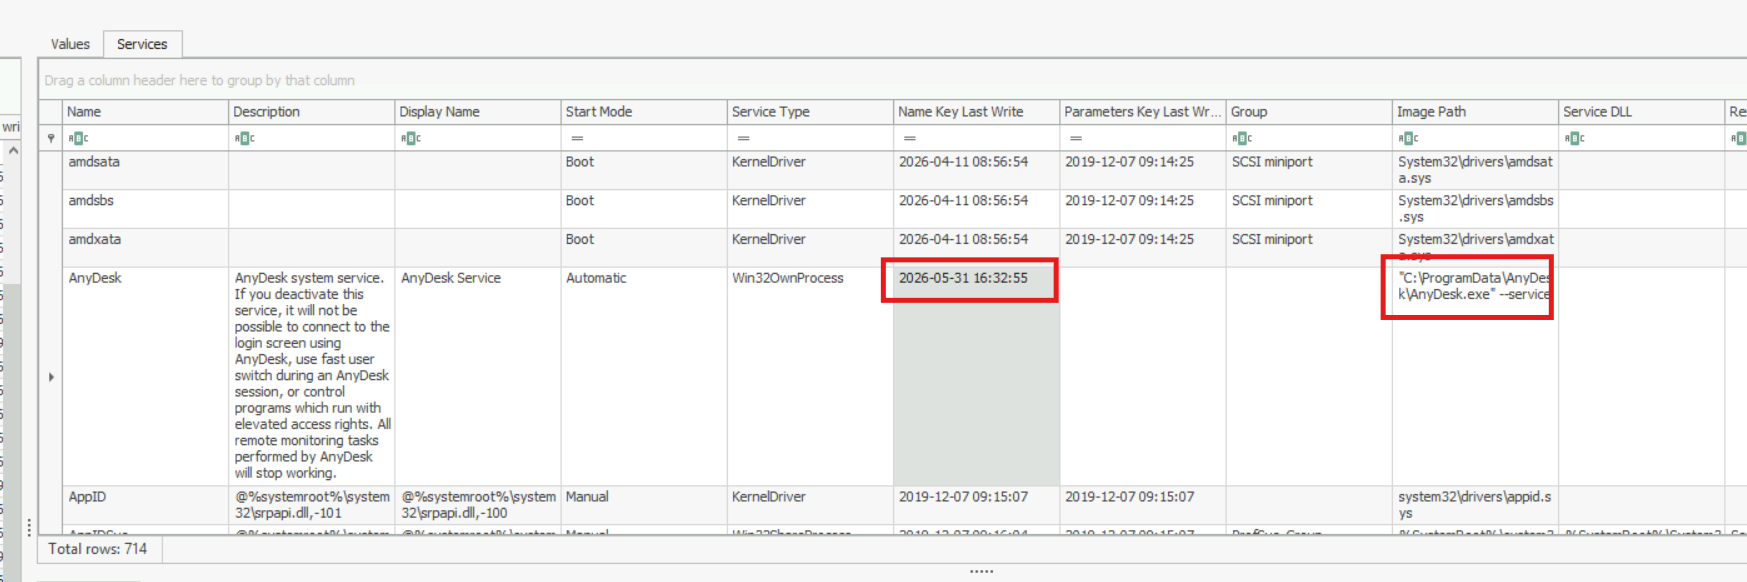 Values Services
Drag a column header here to group by that column
Name Description Display Name Start Mode Service Type Name Key Last Write Parameters Key Last Wr... Group Image Path Service DLL Re
wri
amdsata Boot KernelDriver 2026-04-11 08:56:54 2019-12-07 09:14:25 SCSI miniport System32\drivers\amdsat
a.sys
amdsbs Boot KernelDriver 2026-04-11 08:56:54 2019-12-07 09:14:25 SCSI miniport System32\drivers\amdsbs
.sys
amdxata Boot KernelDriver 2026-04-11 08:56:54 2019-12-07 09:14:25 SCSI miniport System32\drivers\amdxat
a.sys
AnyDesk AnyDesk system service. AnyDesk Service Automatic Win32OwnProcess 2026-05-31 16:32:55 "C:\ProgramData\AnyDes
If you deactivate this k\AnyDesk.exe" --service
service, it will not be
possible to connect to the
login screen using
AnyDesk, use fast user
switch during an AnyDesk
session, or control
programs which run with
elevated access rights. All
remote monitoring tasks
performed by AnyDesk
will stop working.
AppID @%systemroot%\system @%systemroot%\system Manual KernelDriver 2019-12-07 09:15:07 2019-12-07 09:15:07 system32\drivers\appid.s
32\srpapi.dll,-101 32\srpapi.dll,-100 ys
Total rows: 714